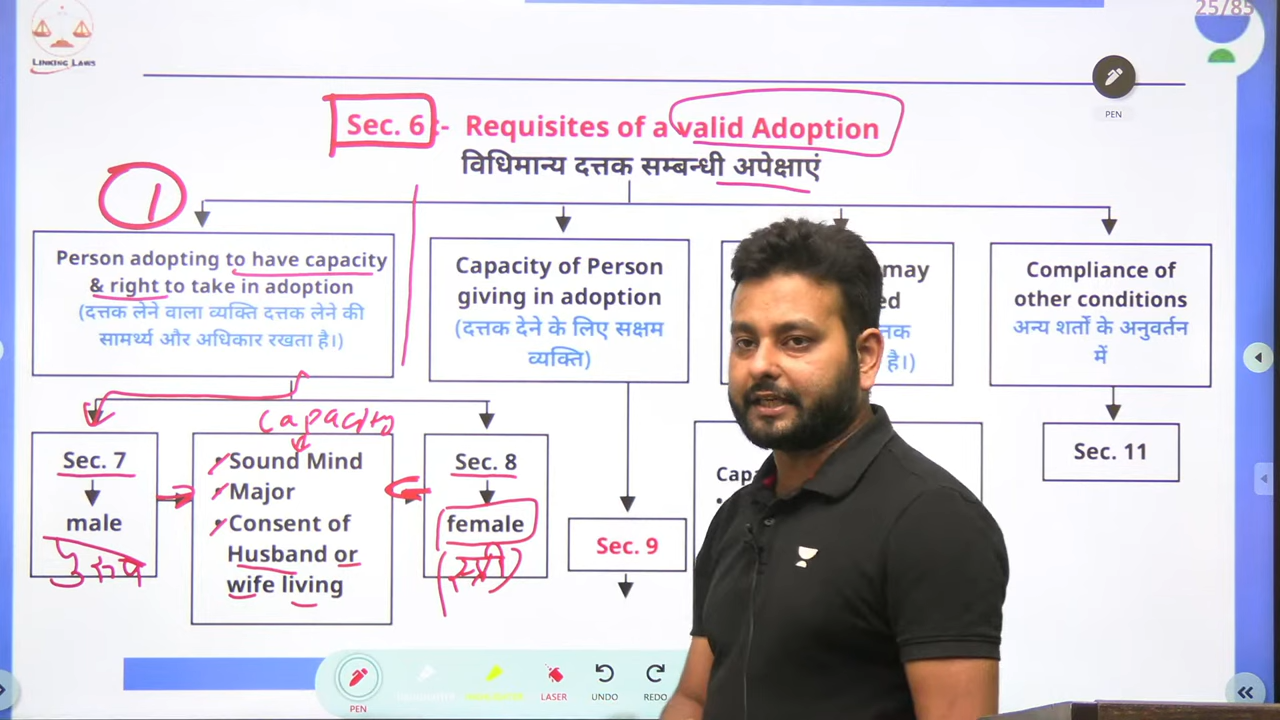 25/85
LINKING LAWS
PEN
Sec. 6 :- Requisites of a valid Adoption
विधिमान्य दत्तक सम्बन्धी अपेक्षाएं
1
Person adopting to have capacity
& right to take in adoption
(दत्तक लेने वाला व्यक्ति दत्तक लेने की
सामर्थ्य और अधिकार रखता है।)
Capacity of Person
giving in adoption
(दत्तक देने के लिए सक्षम
व्यक्ति)
may
ed
तक
है।)
Compliance of
other conditions
अन्य शर्तों के अनुवर्तन
में
Capacity
Sec. 7
male
पुरुष
Sound Mind
Major
Consent of
Husband or
wife living
Sec. 8
female
(स्त्री)
Sec. 9
Capa
Sec. 11
PEN
HIGHLIGHTER
LASER
UNDO
REDO